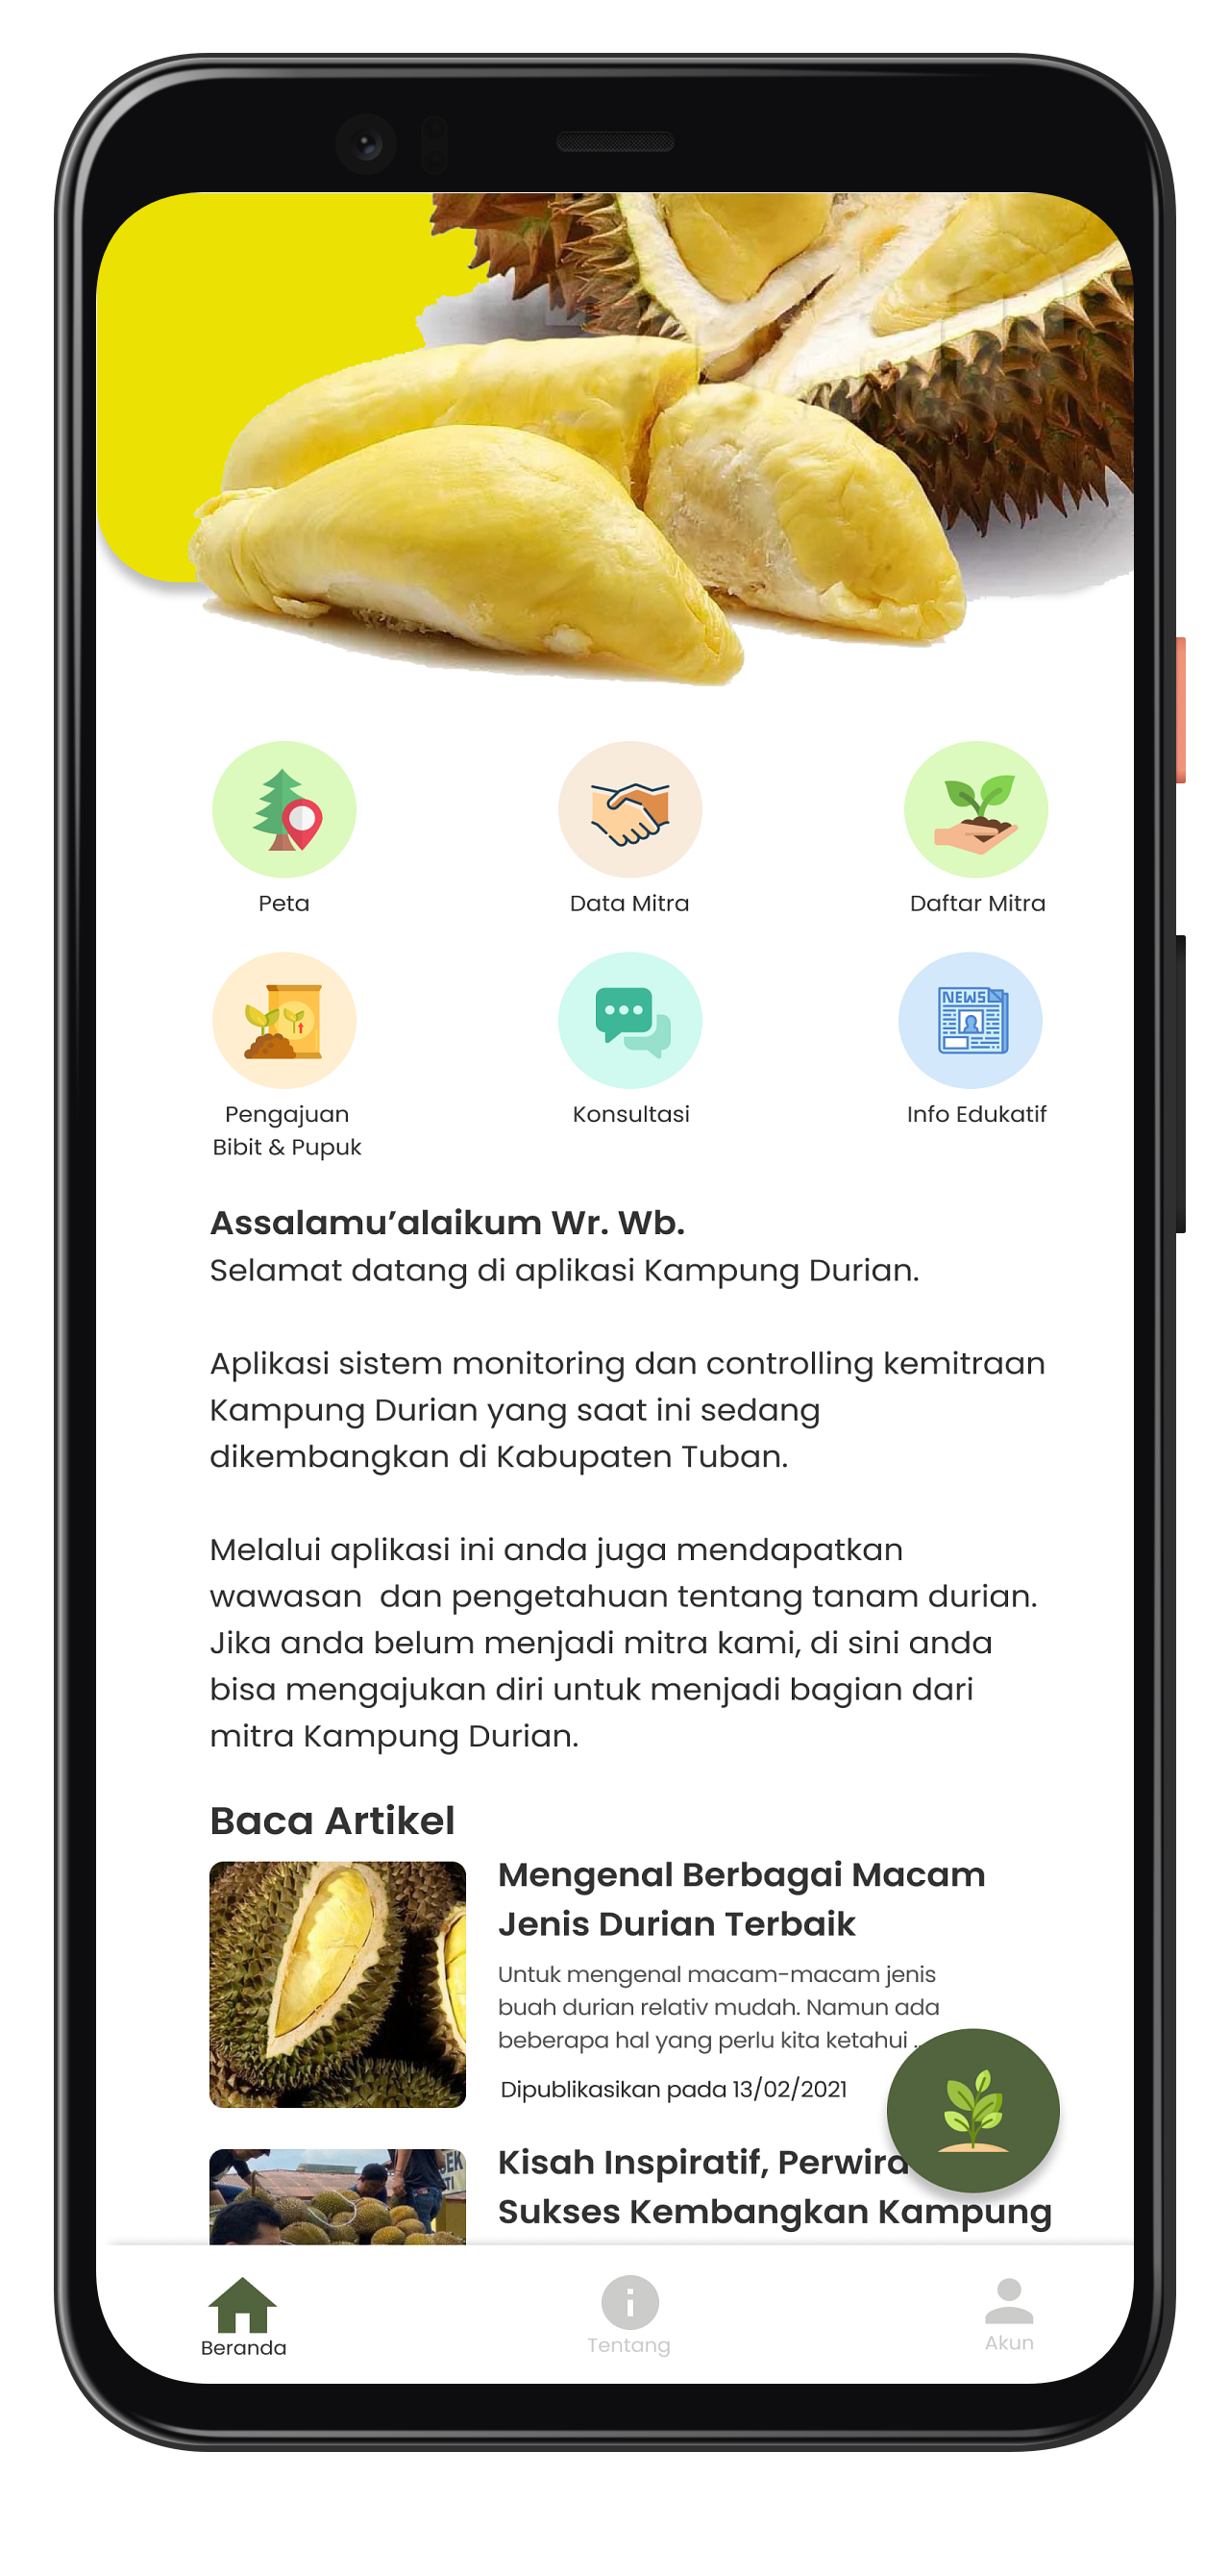 Peta
Data Mitra
Daftar Mitra
NEWS
Pengajuan
Bibit & Pupuk
Konsultasi
Info Edukatif
Assalamu’alaikum Wr. Wb.
Selamat datang di aplikasi Kampung Durian.
Aplikasi sistem monitoring dan controlling kemitraan
Kampung Durian yang saat ini sedang
dikembangkan di Kabupaten Tuban.
Melalui aplikasi ini anda juga mendapatkan
wawasan  dan pengetahuan tentang tanam durian.
Jika anda belum menjadi mitra kami, di sini anda
bisa mengajukan diri untuk menjadi bagian dari
mitra Kampung Durian.
Baca Artikel
Mengenal Berbagai Macam
Jenis Durian Terbaik
Untuk mengenal macam-macam jenis
buah durian relativ mudah. Namun ada
beberapa hal yang perlu kita ketahui ..
Dipublikasikan pada 13/02/2021
Kisah Inspiratif, Perwira
Sukses Kembangkan Kampung
Beranda
Tentang
Akun